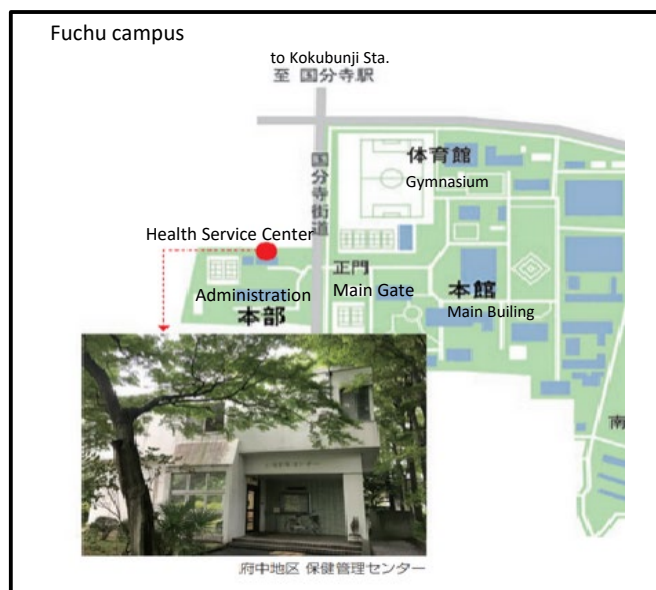 Fuchu campus
to Kokubunji Sta.
至 国分寺駅
国分寺街道
体育館
Gymnasium
Health Service Center
正門
Main Gate
Administration
本部
本館
Main Builing
南
府中地区 保健管理センター